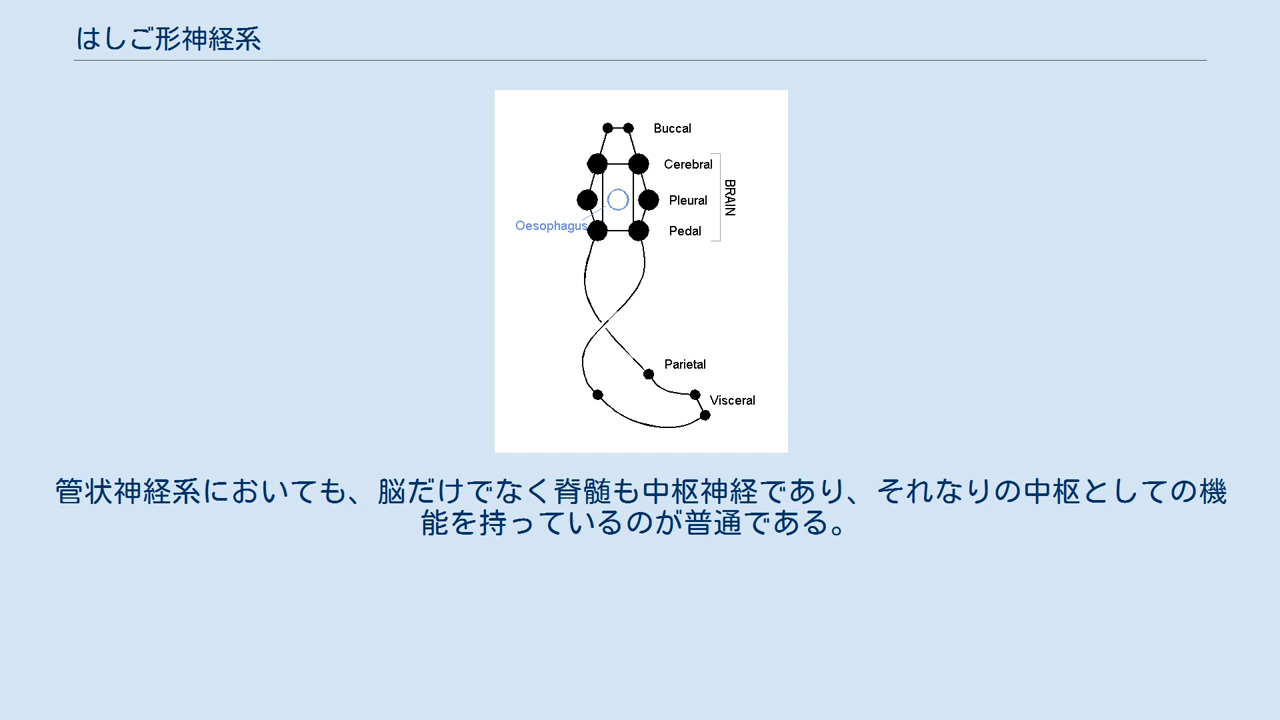 はしご形神経系
Buccal
Cerebral
Pleural
Pedal
BRAIN
Oesophagus
Parietal
Visceral
管状神経系においても、脳だけでなく脊髄も中枢神経であり、それなりの中枢としての機
能を持っているのが普通である。